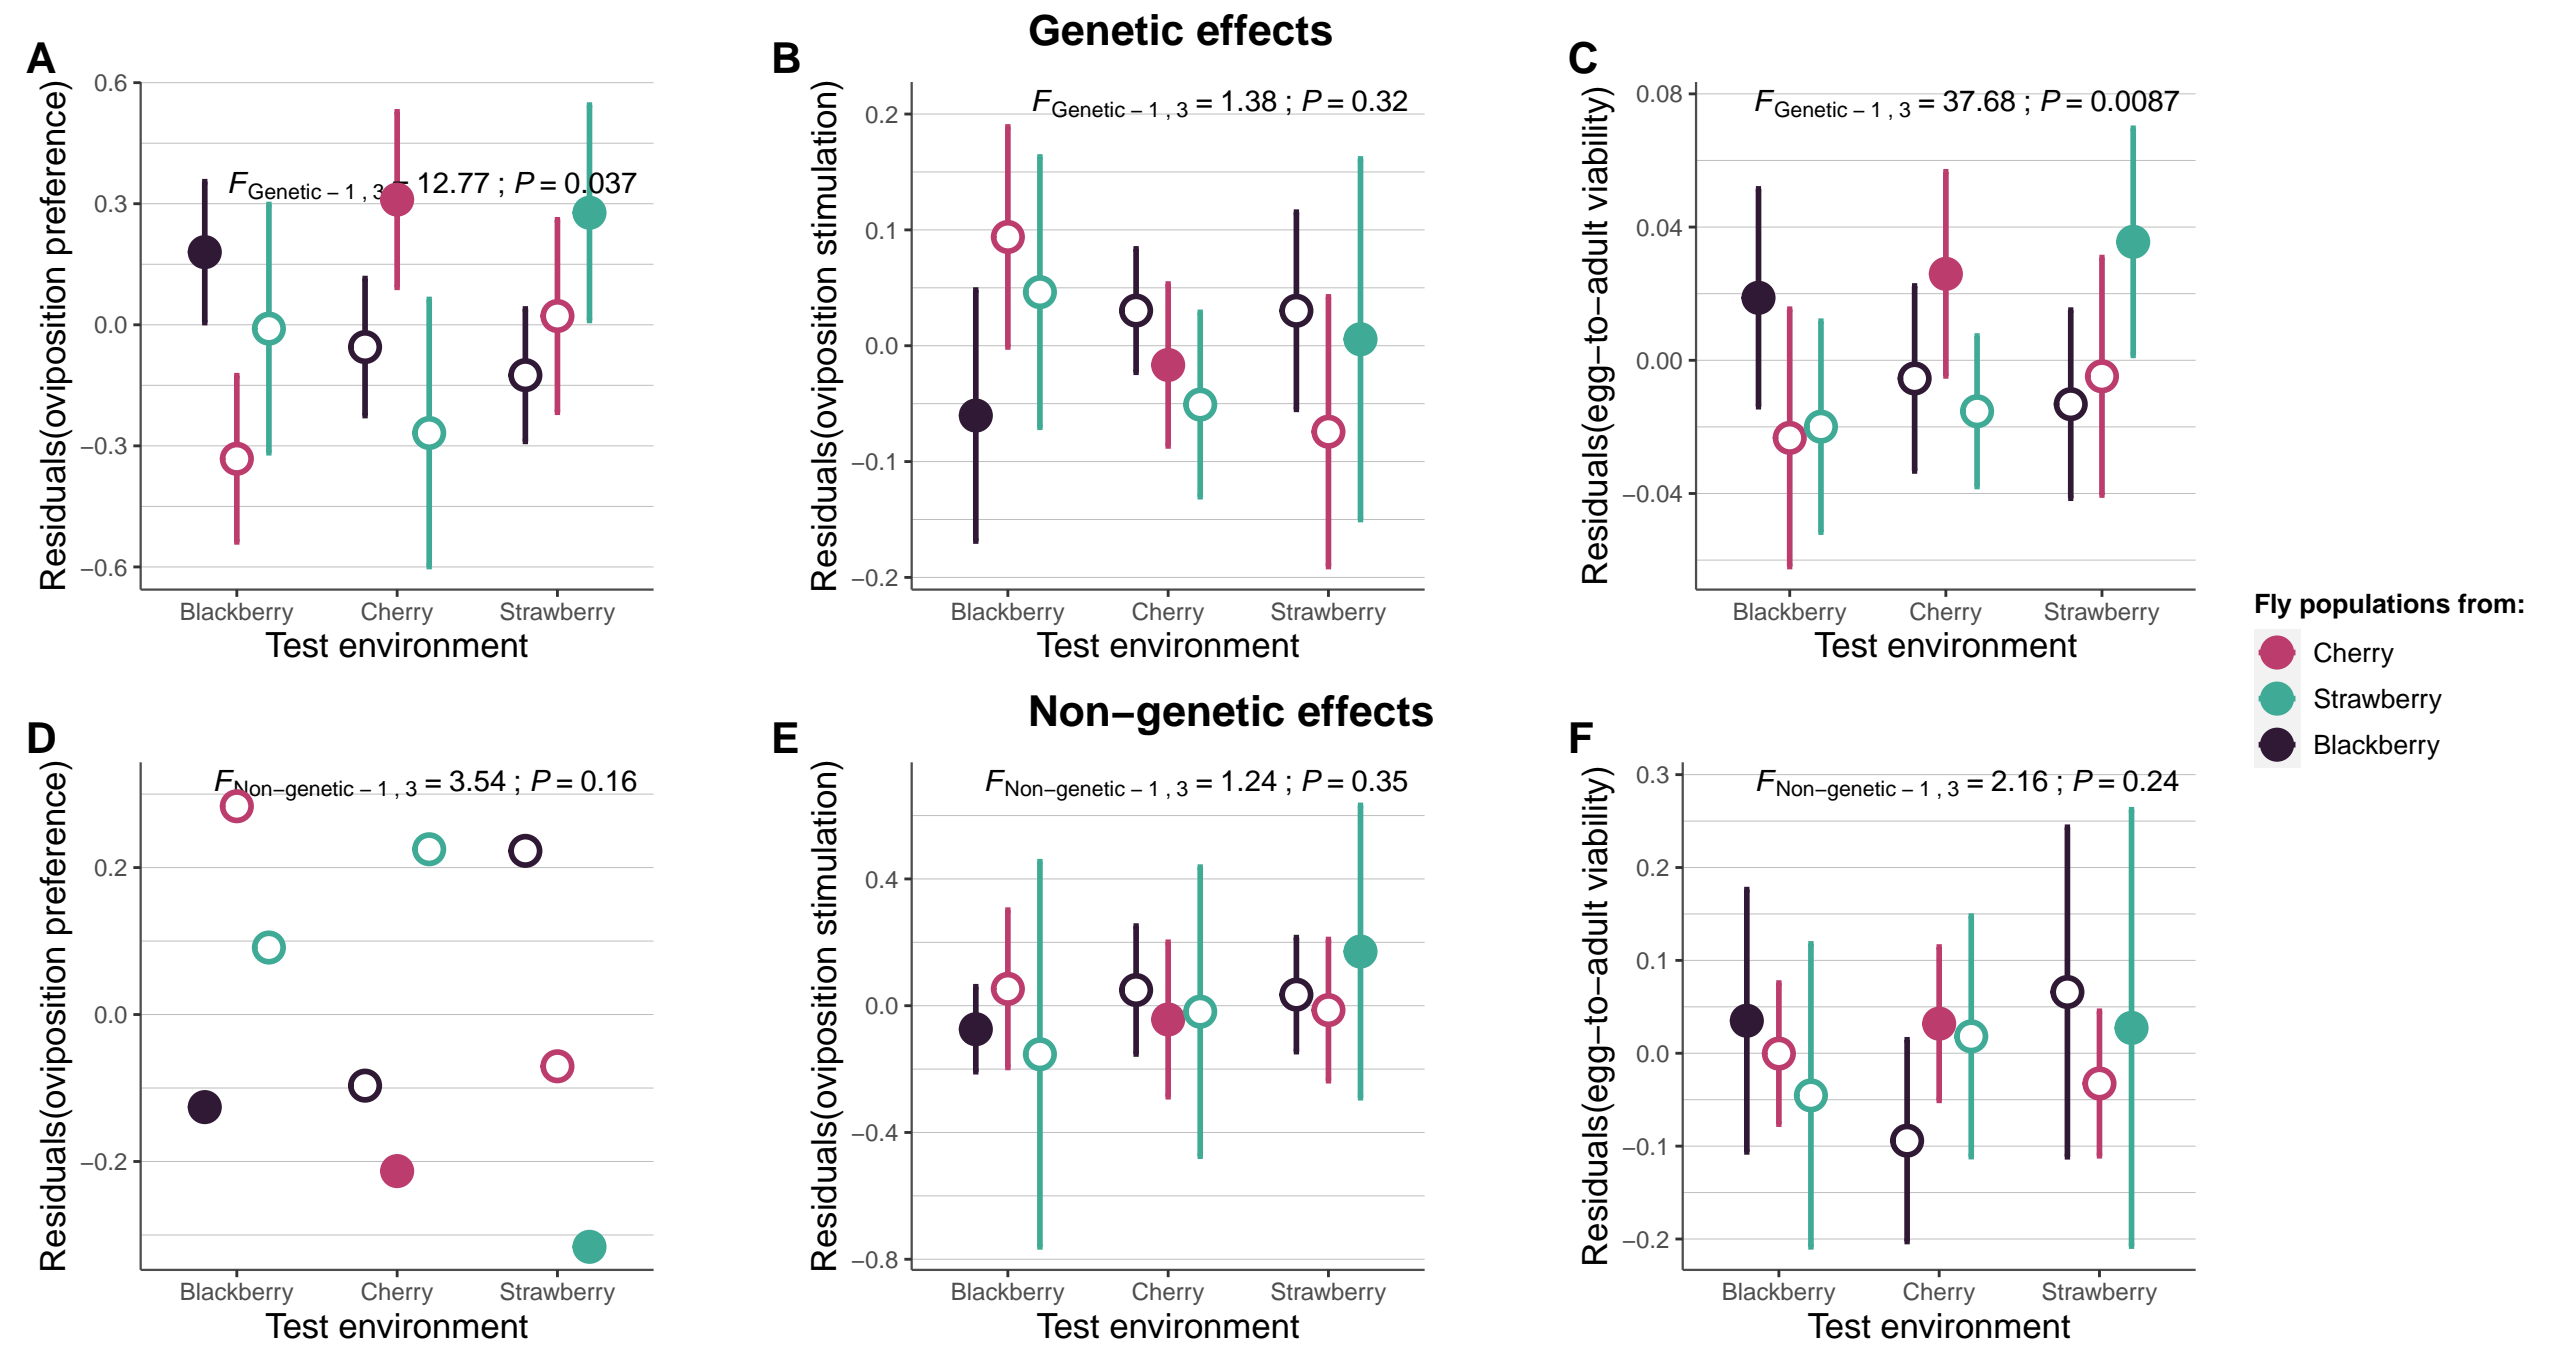 Genetic effects
A
B
C
Residuals(oviposition preference)
0.6
0.3
0.0
−0.3
−0.6
F Genetic − 1 , 3 = 12.77 ; P = 0.037
Blackberry Cherry Strawberry
Test environment
Residuals(oviposition stimulation)
0.2
0.1
0.0
−0.1
−0.2
F Genetic − 1 , 3 = 1.38 ; P = 0.32
Blackberry Cherry Strawberry
Test environment
Residuals(egg−to−adult viability)
0.08
0.04
0.00
−0.04
F Genetic − 1 , 3 = 37.68 ; P = 0.0087
Blackberry Cherry Strawberry
Test environment
Fly populations from:
Cherry
Strawberry
Blackberry
Non−genetic effects
D
E
F
Residuals(oviposition preference)
0.2
0.0
−0.2
F Non−genetic − 1 , 3 = 3.54 ; P = 0.16
Blackberry Cherry Strawberry
Test environment
Residuals(oviposition stimulation)
0.4
0.0
−0.4
−0.8
F Non−genetic − 1 , 3 = 1.24 ; P = 0.35
Blackberry Cherry Strawberry
Test environment
Residuals(egg−to−adult viability)
0.3
0.2
0.1
0.0
−0.1
−0.2
F Non−genetic − 1 , 3 = 2.16 ; P = 0.24
Blackberry Cherry Strawberry
Test environment